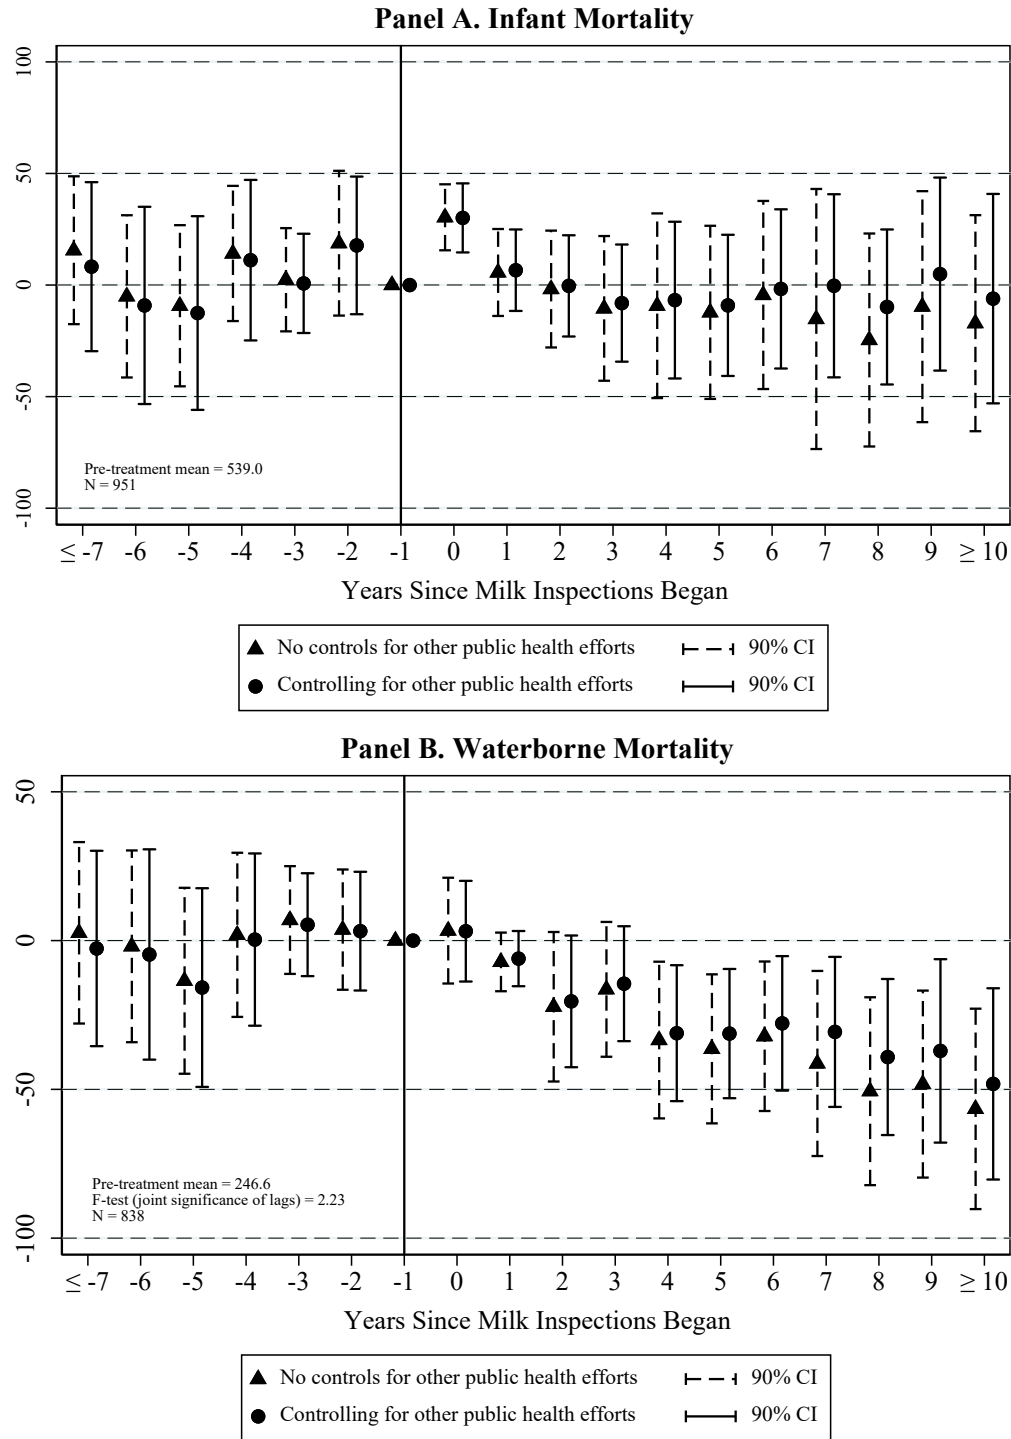 Panel A. Infant Mortality
100
50
0
-50
-100
Pre-treatment mean = 539.0
N = 951
≤ -7 -6 -5 -4 -3 -2 -1 0 1 2 3 4 5 6 7 8 9 ≥ 10
Years Since Milk Inspections Began
No controls for other public health efforts 90% CI
Controlling for other public health efforts 90% CI
Panel B. Waterborne Mortality
50
0
-50
-100
Pre-treatment mean = 246.6
F-test (joint significance of lags) = 2.23
N = 838
≤ -7 -6 -5 -4 -3 -2 -1 0 1 2 3 4 5 6 7 8 9 ≥ 10
Years Since Milk Inspections Began
No controls for other public health efforts 90% CI
Controlling for other public health efforts 90% CI